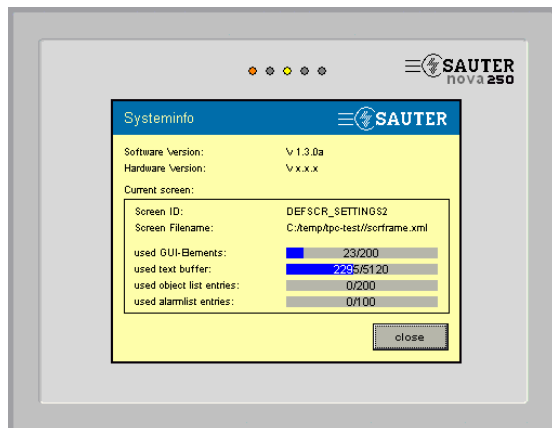 SAUTER
nova250
Systeminfo
SAUTER
Software Version: V 1.3.0a
Hardware Version: V x.x.x
Current screen:
Screen ID: DEFSCR_SETTINGS2
Screen Filename: C:/temp/tpc-test//scrframe.xml
used GUI-Elements: 23/200
used text buffer: 2295/5120
used object list entries: 0/200
used alarmlist entries: 0/100
close